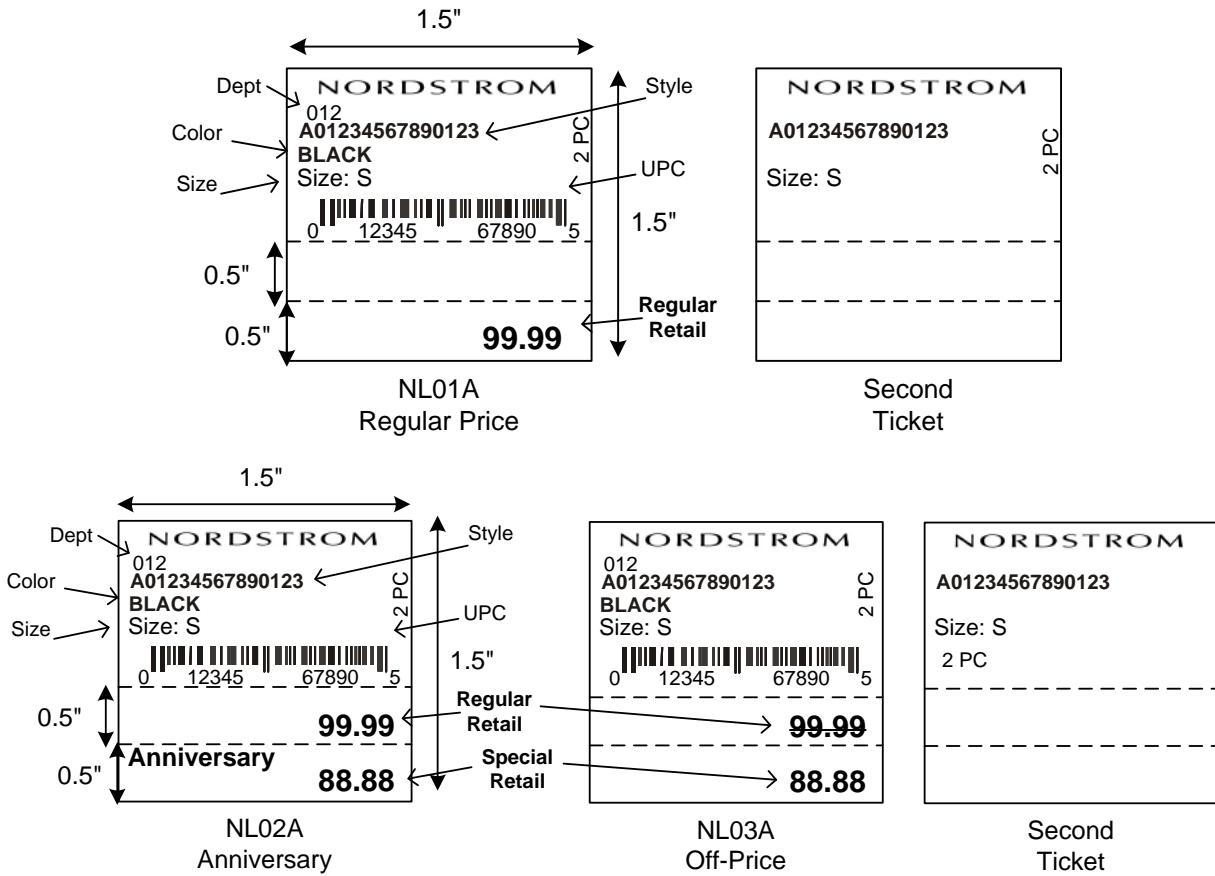 1.5"
NORDSTROM
Dept
012
Style
A01234567890123
Color
BLACK
2 PC
Size
Size: S
UPC
0 12345 67890 5
1.5"
0.5"
0.5"
99.99
Regular
Retail
NL01A
Regular Price
NORDSTROM
A01234567890123
2 PC
Size: S
Second
Ticket
1.5"
NORDSTROM
Dept
012
Style
A01234567890123
Color
BLACK
2 PC
Size
Size: S
UPC
0 12345 67890 5
1.5"
0.5"
99.99
Regular
Retail
0.5"
Anniversary
88.88
Special
Retail
NL02A
Anniversary
NORDSTROM
012
A01234567890123
BLACK
2 PC
Size: S
0 12345 67890 5
99.99
88.88
NL03A
Off-Price
NORDSTROM
A01234567890123
Size: S
2 PC
Second
Ticket